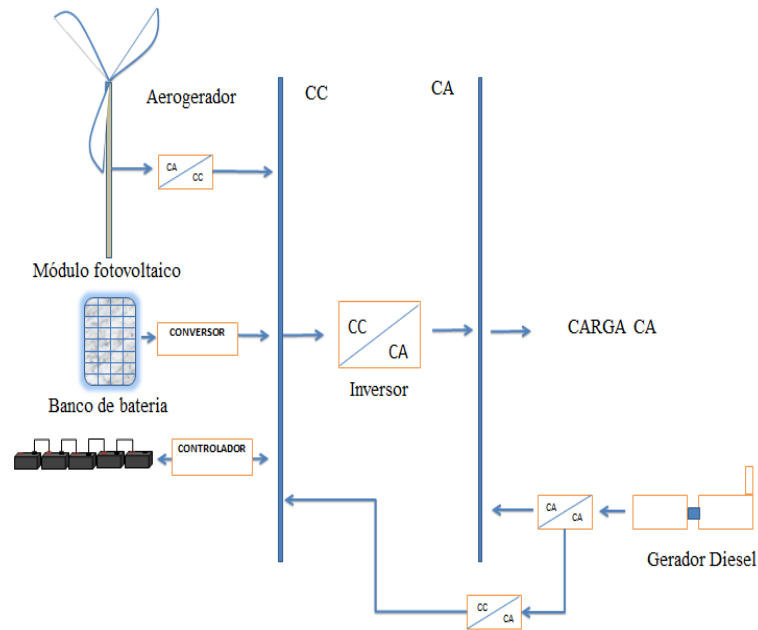 Aerogerador
CC
CA
CA
CC
Módulo fotovoltaico
CONVERSOR
CC
CA
CARGA CA
Inversor
Banco de bateria
CONTROLADOR
CA
CA
Gerador Diesel
CC
CA